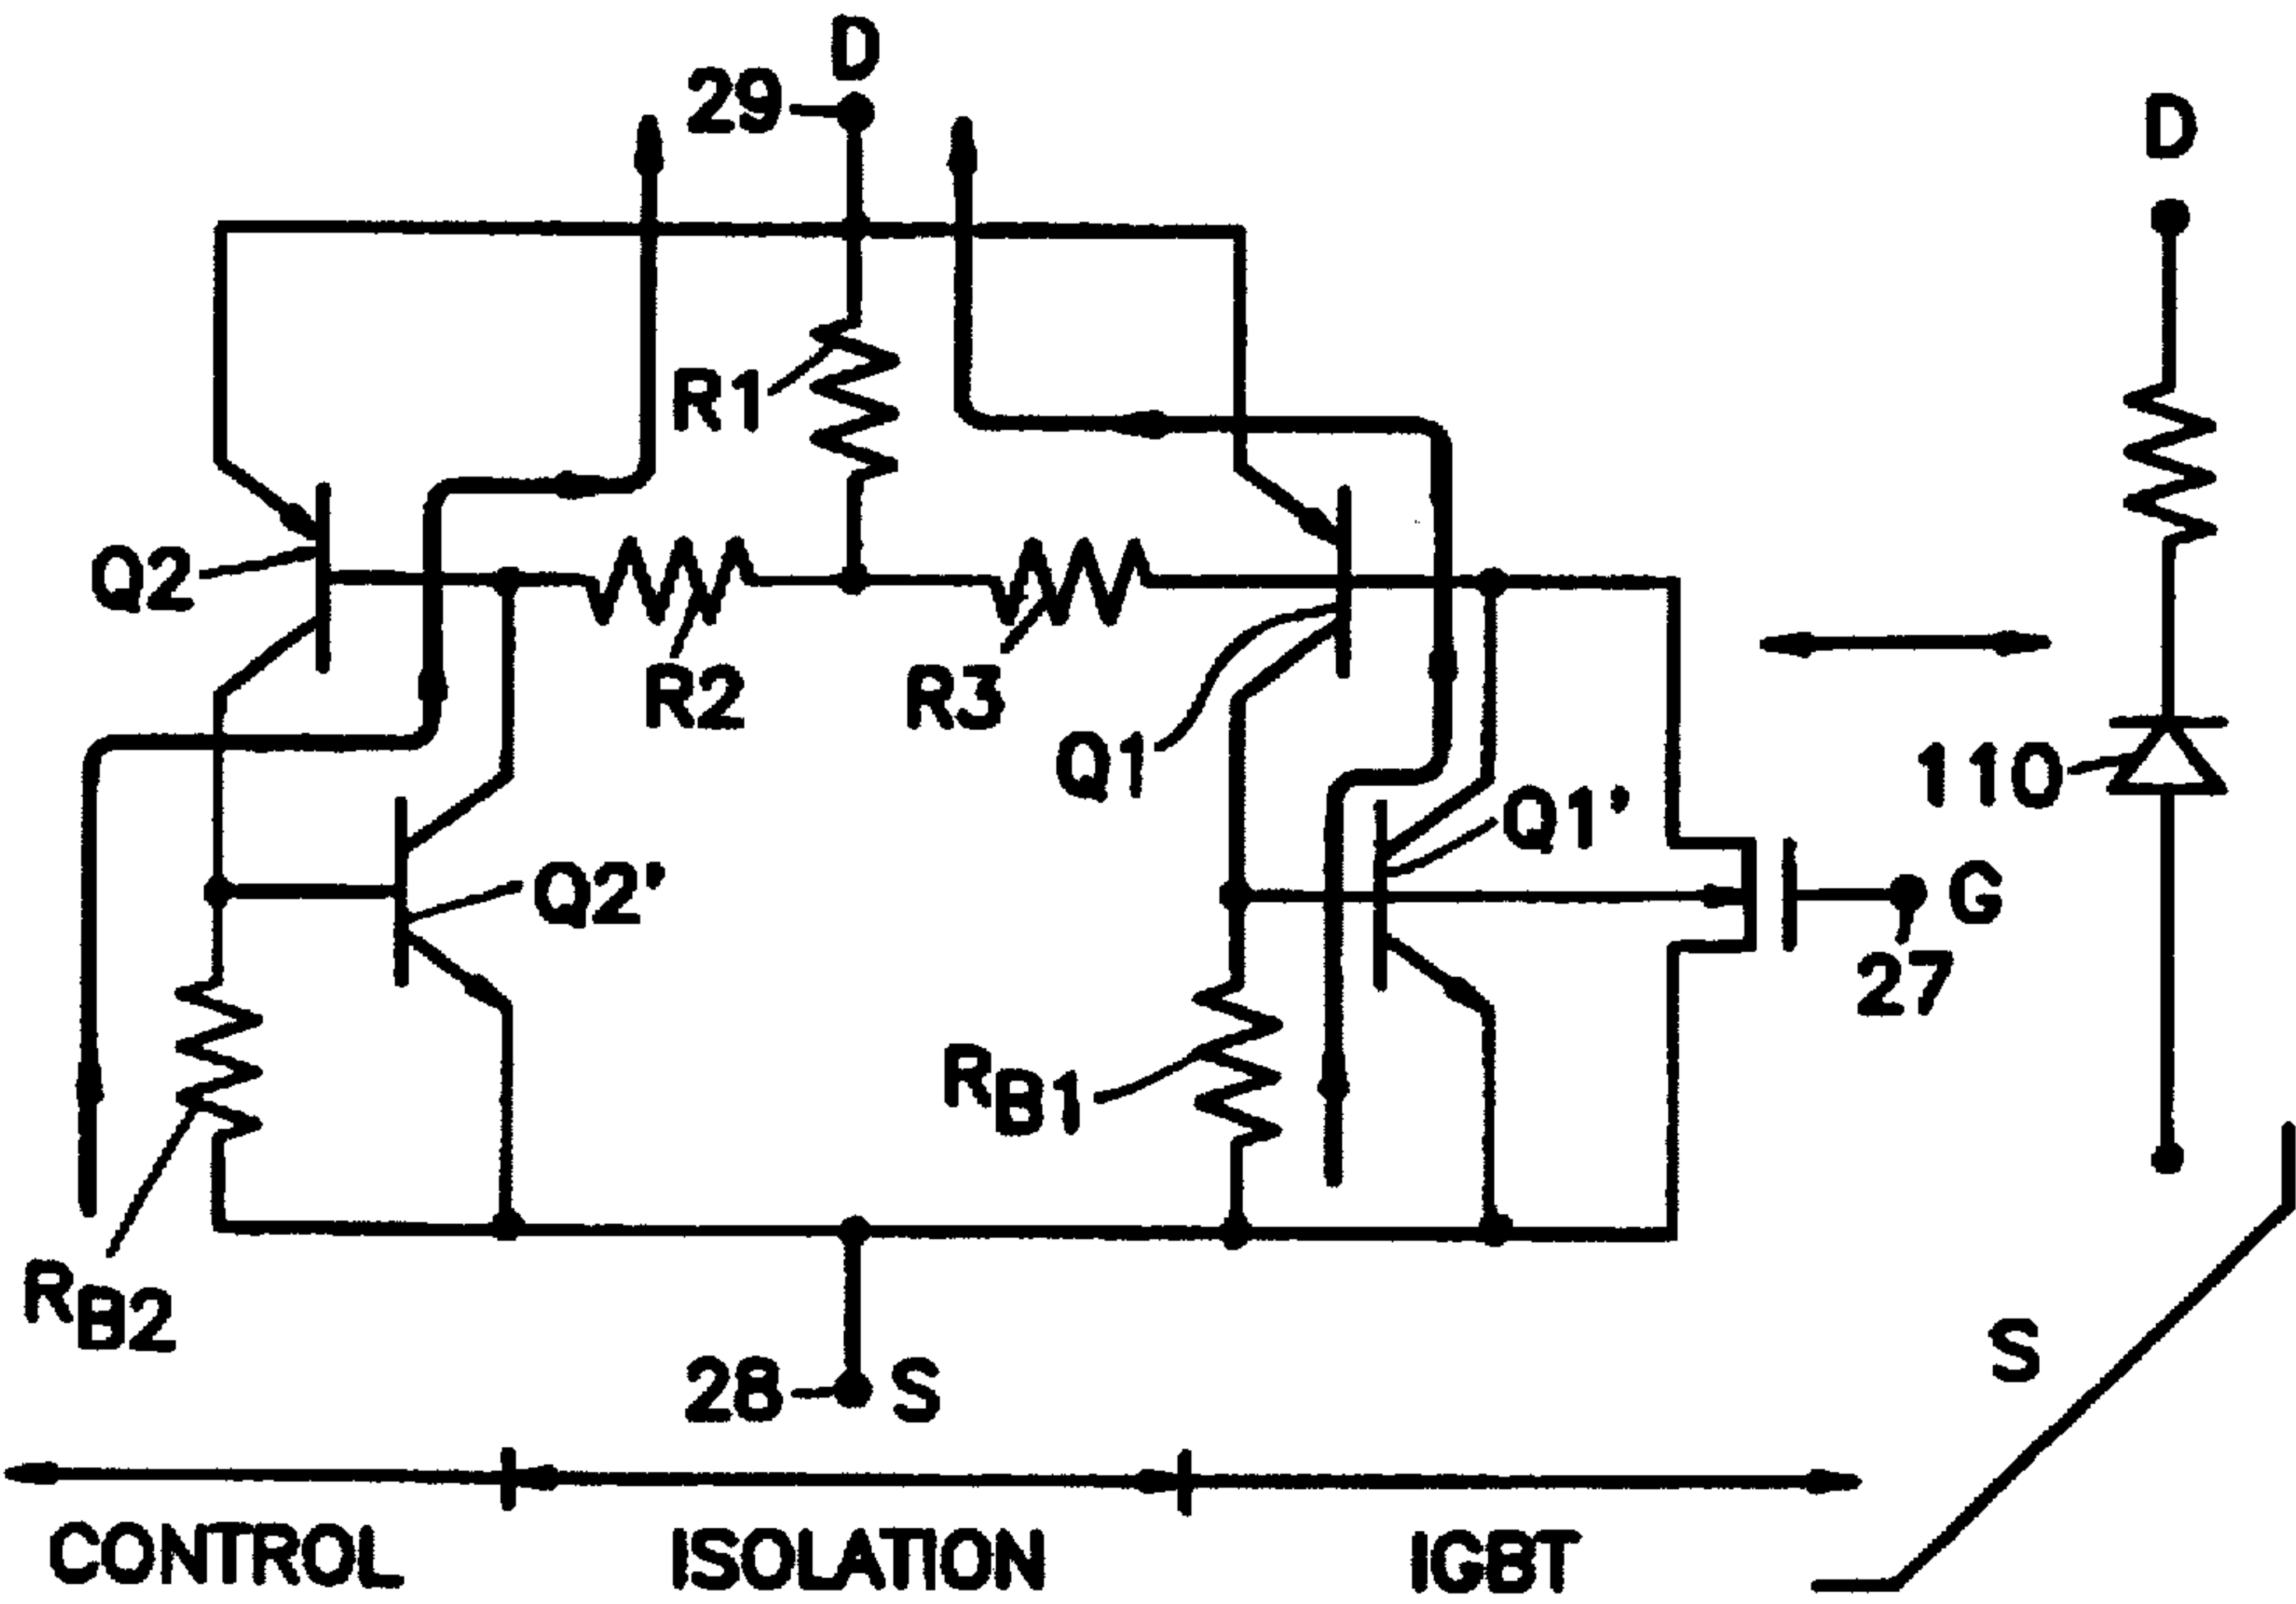 D
29
D
R1
Q2
R2
R3
Q1
110
Q1'
Q2'
G
27
RB1
RB2
S
28 S
CONTROL ISOLATION IGBT